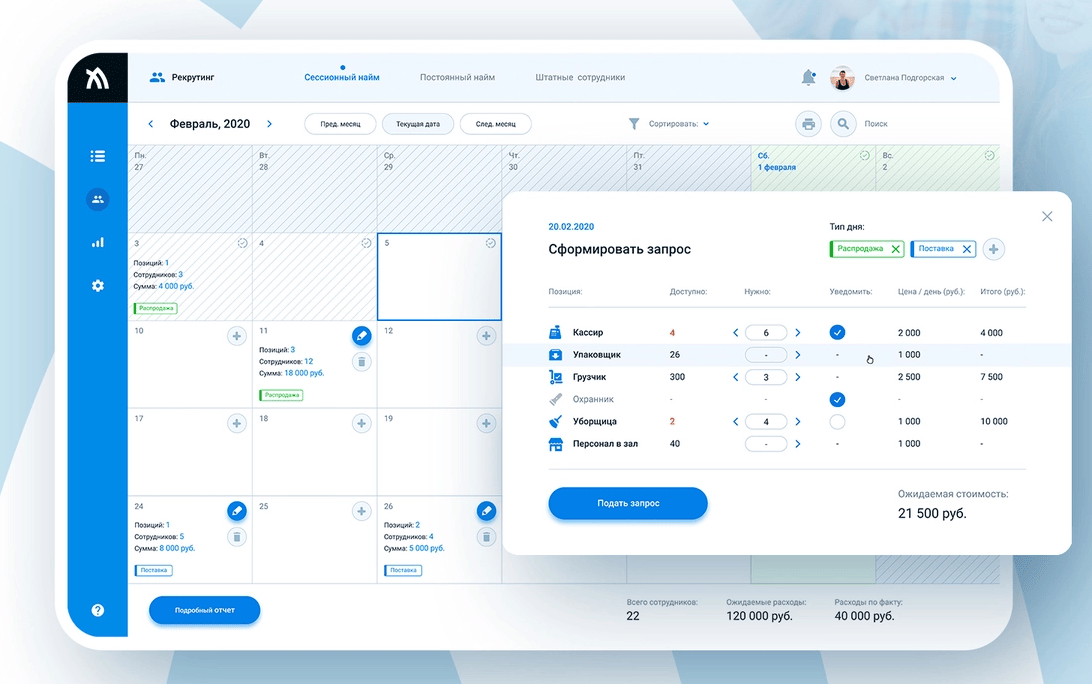 Рекрутинг
Сессионный найм
Постоянный найм
Штатные сотрудники
Светлана Подгорская
Февраль, 2020
Пред. месяц
Текущая дата
След. месяц
Сортировать:
Поиск
Пн.
27
Вт.
28
Ср.
29
Чт.
30
Пт.
31
Сб.
1 февраля
Вс.
2
3
Позиций: 1
Сотрудников: 3
Сумма: 4 000 руб.
Распродажа
4
5
10
11
Позиций: 3
Сотрудников: 12
Сумма: 18 000 руб.
Распродажа
12
17
18
19
24
Позиций: 1
Сотрудников: 5
Сумма: 8 000 руб.
Поставка
25
26
Позиций: 2
Сотрудников: 4
Сумма: 5 000 руб.
Поставка
20.02.2020
Сформировать запрос
Тип дня:
Распродажа
Поставка
Позиция: Доступно: Нужно: Уведомить: Цена / день (руб.): Итого (руб.):
Кассир 4 6 2 000 4 000
Упаковщик 26 - - 1 000 -
Грузчик 300 3 - 2 500 7 500
Охранник - - - -
Уборщица 2 4 1 000 10 000
Персонал в зал 40 - - 1 000 -
Подать запрос
Ожидаемая стоимость:
21 500 руб.
?
Подробный отчет
Всего сотрудников:
22
Ожидаемые расходы:
120 000 руб.
Расходы по факту:
40 000 руб.